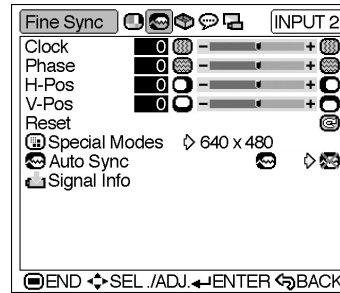 Fine Sync INPUT 2
Clock 0 - +
Phase 0 - +
H-Pos 0 - +
V-Pos 0 - +
Reset
Special Modes 640 x 480
Auto Sync
Signal Info
END SEL ./ADJ. ENTER BACK